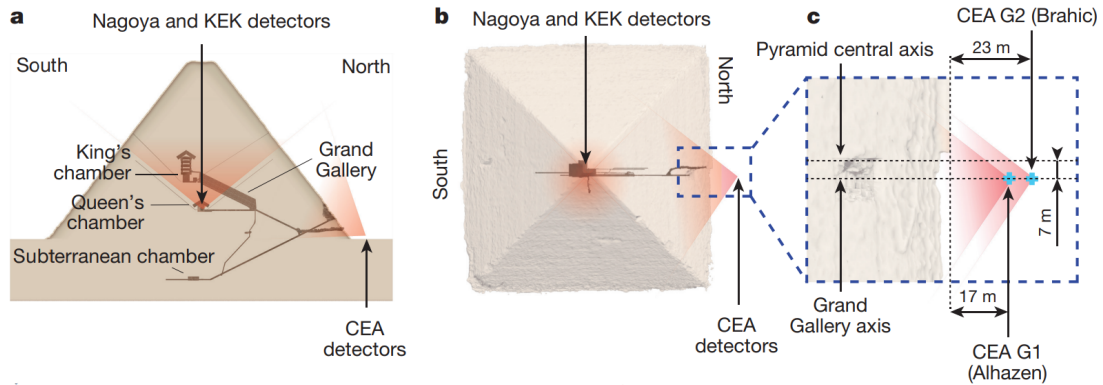 a
Nagoya and KEK detectors
South
North
King's
chamber
Grand
Gallery
Queen's
chamber
Subterranean chamber
CEA
detectors
b
Nagoya and KEK detectors
North
South
CEA
detectors
c
CEA G2 (Brahic)
23 m
Pyramid central axis
7 m
Grand
Gallery axis
17 m
CEA G1
(Alhazen)